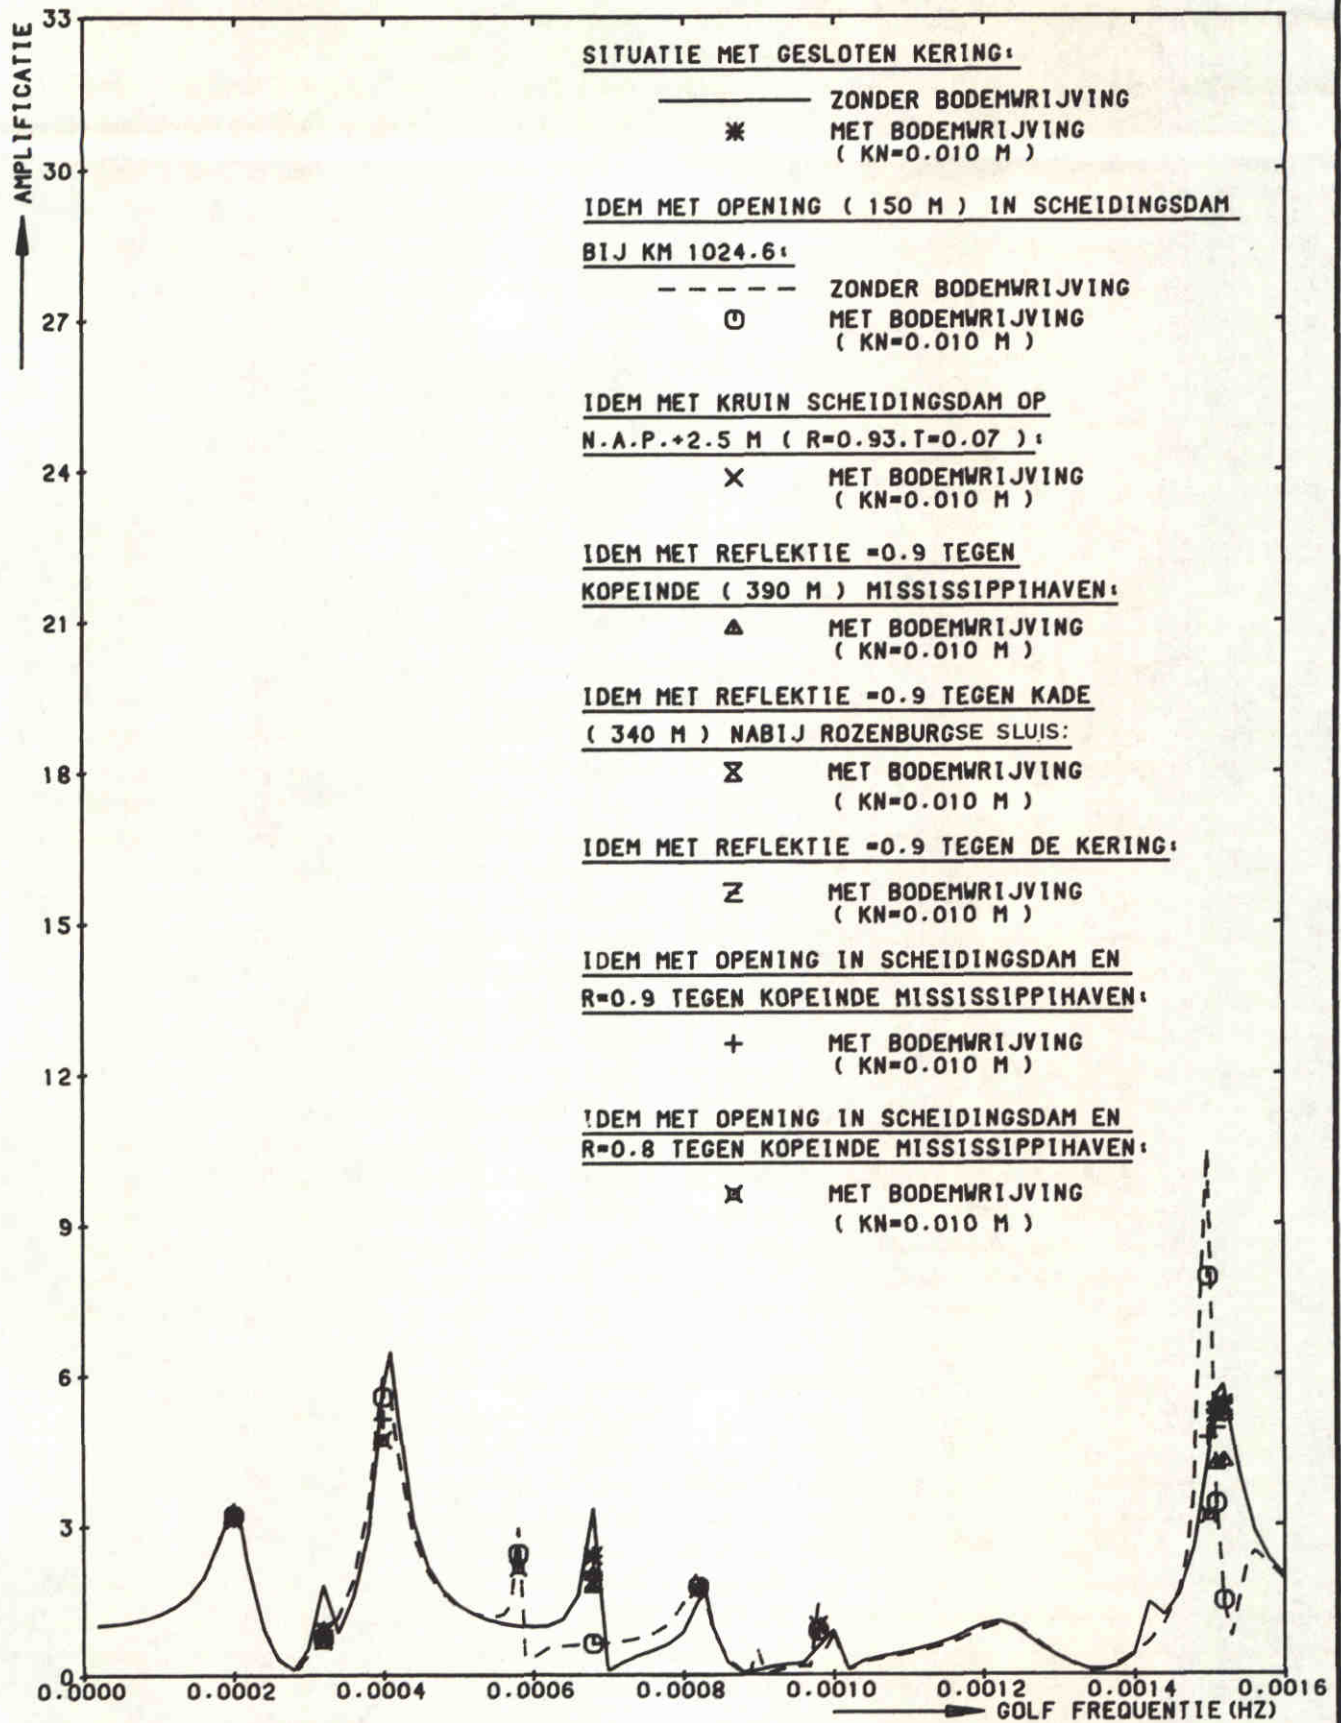 AMPLIFICATIE
33
30
27
24
21
18
15
12
9
6
3
0
SITUATIE MET GESLOTEN KERING:
ZONDER BODEMWRIJVING
MET BODEMWRIJVING
( KN=0.010 M )
IDEM MET OPENING ( 150 M ) IN SCHEIDINGSDAM
BIJ KM 1024.6:
ZONDER BODEMWRIJVING
MET BODEMWRIJVING
( KN=0.010 M )
IDEM MET KRUIN SCHEIDINGSDAM OP
N.A.P.+2.5 M ( R=0.93.T=0.07 ):
MET BODEMWRIJVING
( KN=0.010 M )
IDEM MET REFLEKTIE =0.9 TEGEN
KOPEINDE ( 390 M ) MISSISSIPPIHAVEN:
MET BODEMWRIJVING
( KN=0.010 M )
IDEM MET REFLEKTIE =0.9 TEGEN KADE
( 340 M ) NABIJ ROZENBURGSE SLUIS:
MET BODEMWRIJVING
( KN=0.010 M )
IDEM MET REFLEKTIE =0.9 TEGEN DE KERING:
MET BODEMWRIJVING
( KN=0.010 M )
IDEM MET OPENING IN SCHEIDINGSDAM EN
R=0.9 TEGEN KOPEINDE MISSISSIPPIHAVEN:
MET BODEMWRIJVING
( KN=0.010 M )
IDEM MET OPENING IN SCHEIDINGSDAM EN
R=0.8 TEGEN KOPEINDE MISSISSIPPIHAVEN:
MET BODEMWRIJVING
( KN=0.010 M )
0.0000 0.0002 0.0004 0.0006 0.0008 0.0010 0.0012 0.0014 0.0016
GOLF FREQUENTIE (HZ)